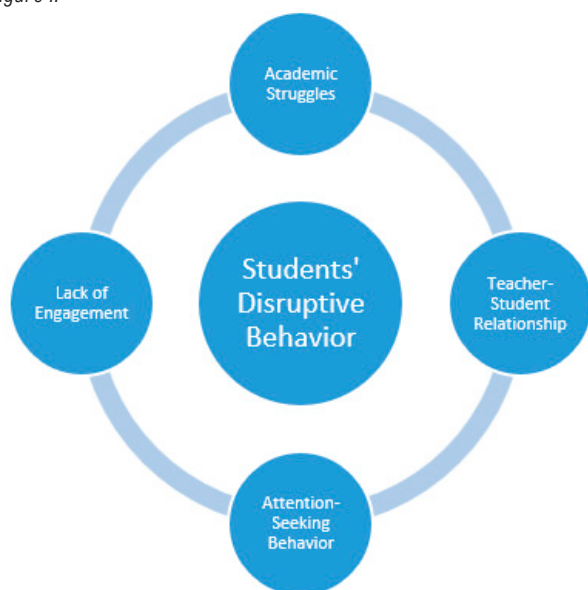 Academic
Struggles
Lack of
Engagement
Students'
Disruptive
Behavior
Teacher-
Student
Relationship
Attention-
Seeking
Behavior